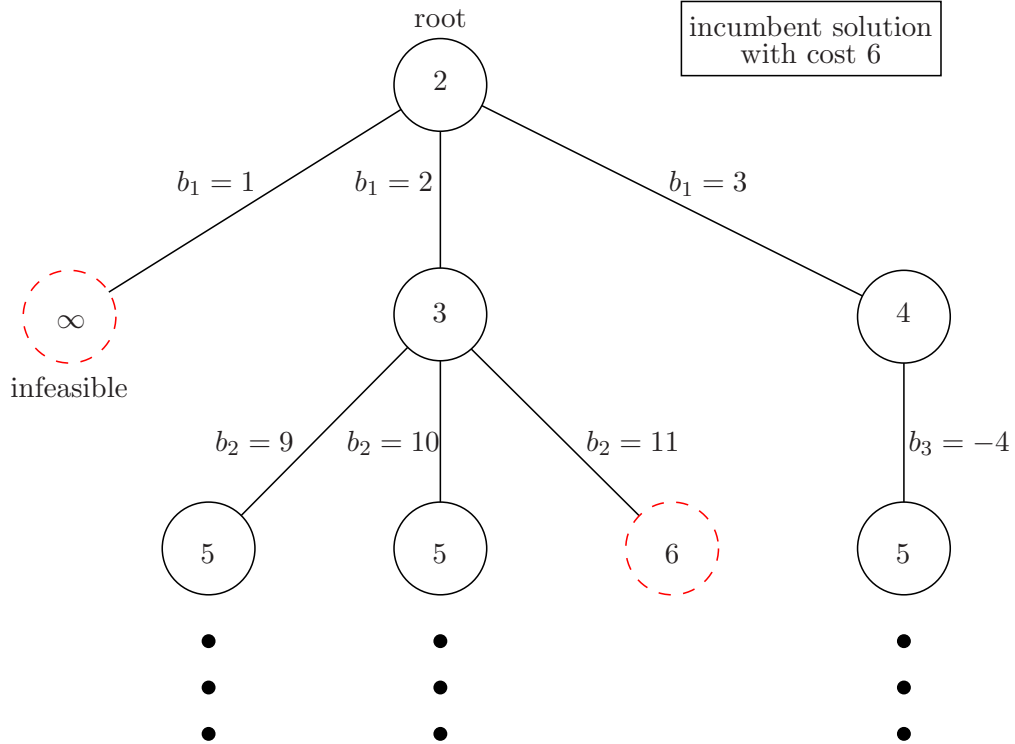 root
incumbent solution
with cost 6
2
b₁ = 1
b₁ = 2
b₁ = 3
∞
3
4
infeasible
b₂ = 9
b₂ = 10
b₂ = 11
b₃ = −4
5
5
6
5